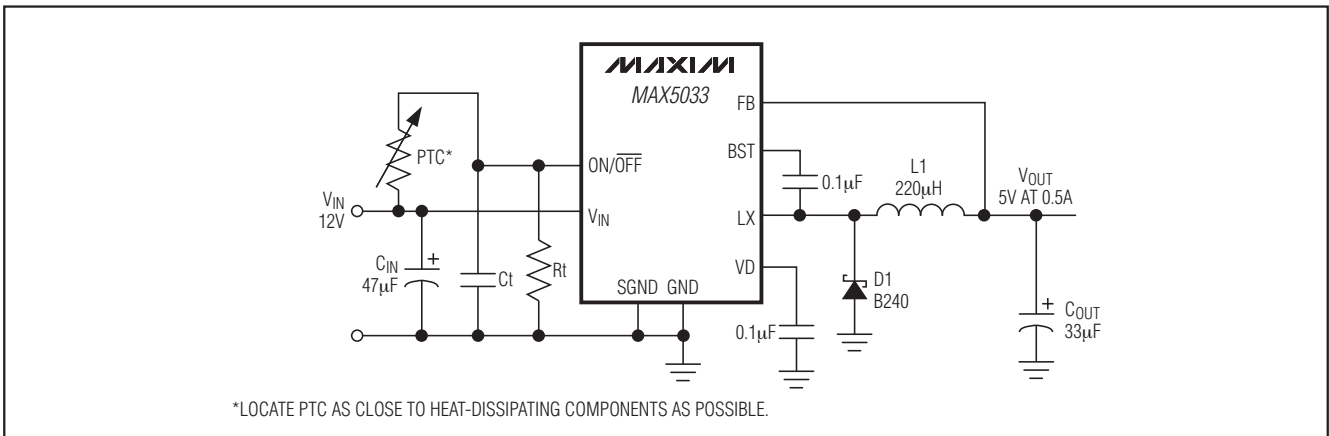 MAXIM
MAX5033
FB
BST
ON/OFF
PTC*
VIN
12V
VIN
LX
0.1µF
L1
220µH
VOUT
5V AT 0.5A
CIN
47µF
+
Ct
Rt
VD
SGND GND
0.1µF
D1
B240
+
COUT
33µF
*LOCATE PTC AS CLOSE TO HEAT-DISSIPATING COMPONENTS AS POSSIBLE.